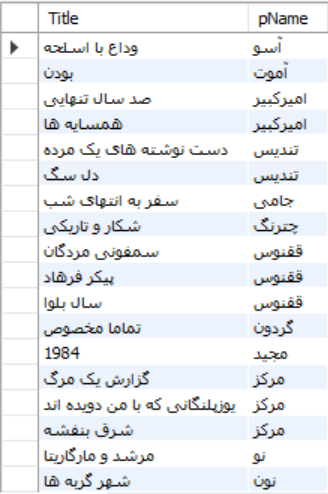 Title pName
وداع با اسلحه آسو
بودن آموت
صد سال تنهایی امیرکبیر
همسایه ها امیرکبیر
دست نوشته های یک مرده تندیس
دل سگ تندیس
سفر به انتهای شب جامی
شکار و تاریکی چترنگ
سمفونی مردگان ققنوس
پیکر فرهاد ققنوس
سال بلوا ققنوس
تماما مخصوص گردون
1984 مجید
گزارش یک مرگ مرکز
یوزپلنگانی که با من دویده اند مرکز
شرق بنفشه مرکز
مرشد و مارگاریتا نو
شهر گربه ها نون